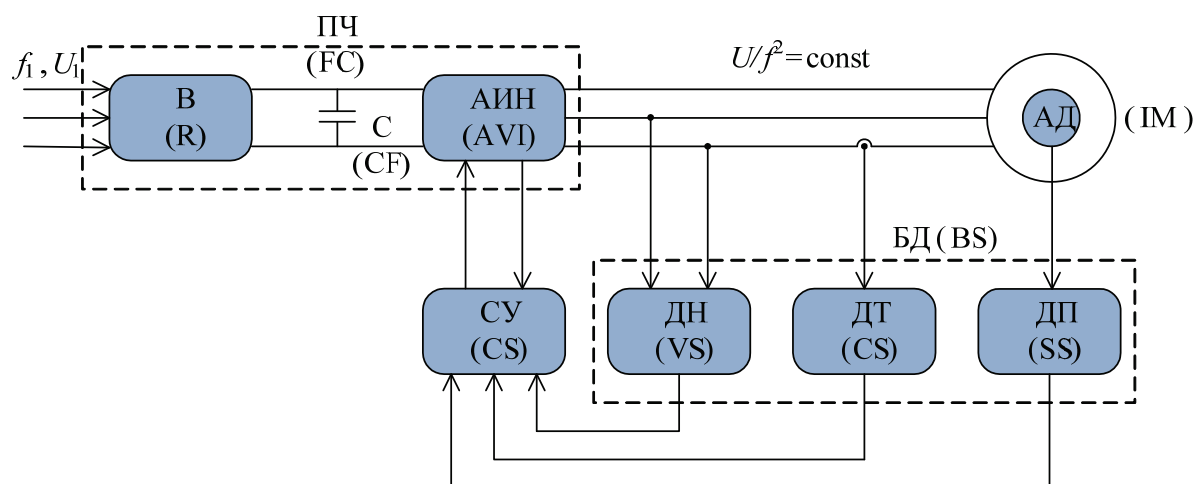 ПЧ
(FC)
f₁, U₁
В
(R)
С
(CF)
АИН
(AVI)
U/f²=const
АД
(IM)
БД (BS)
СУ
(CS)
ДН
(VS)
ДТ
(CS)
ДП
(SS)